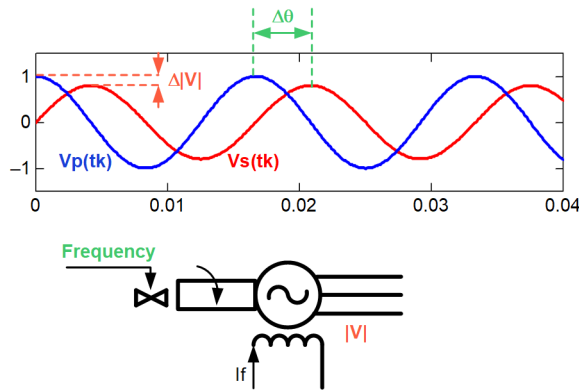 Δθ
Δ|V|
1
0
−1
Vp(tk)
Vs(tk)
0
0.01
0.02
0.03
0.04
Frequency
|V|
If